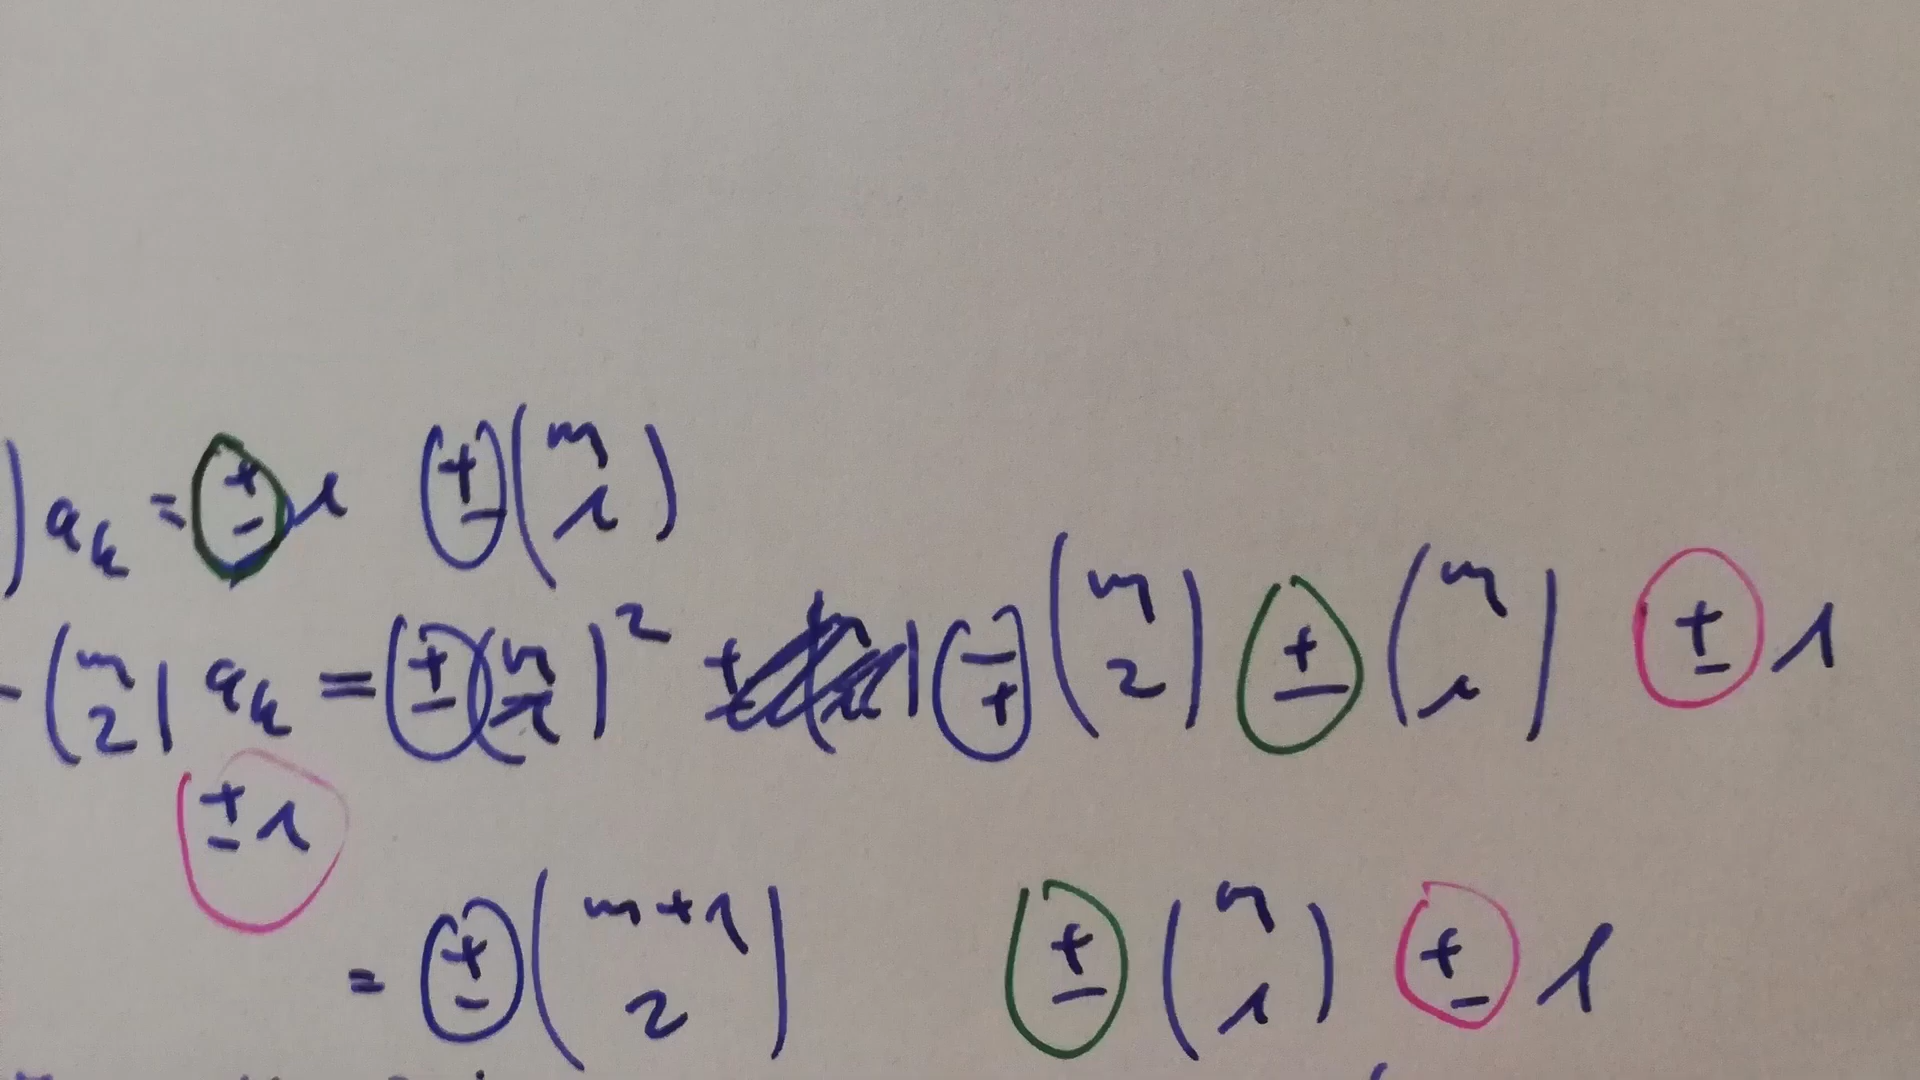 ) a_k = ± 1 ± (m 1)
- (m 2) a_k = ± (m 1)² + ∓ (m 2) ± (m 1) ± 1
± 1
= ± (m+1 2) ± (m 1) ± 1